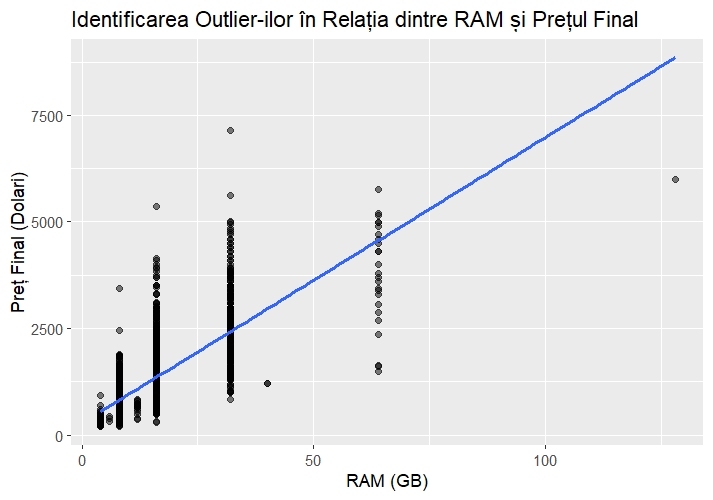 Identificarea Outlier-ilor în Relația dintre RAM și Prețul Final
Preț Final (Dolari)
7500
5000
2500
0
0
50
100
RAM (GB)